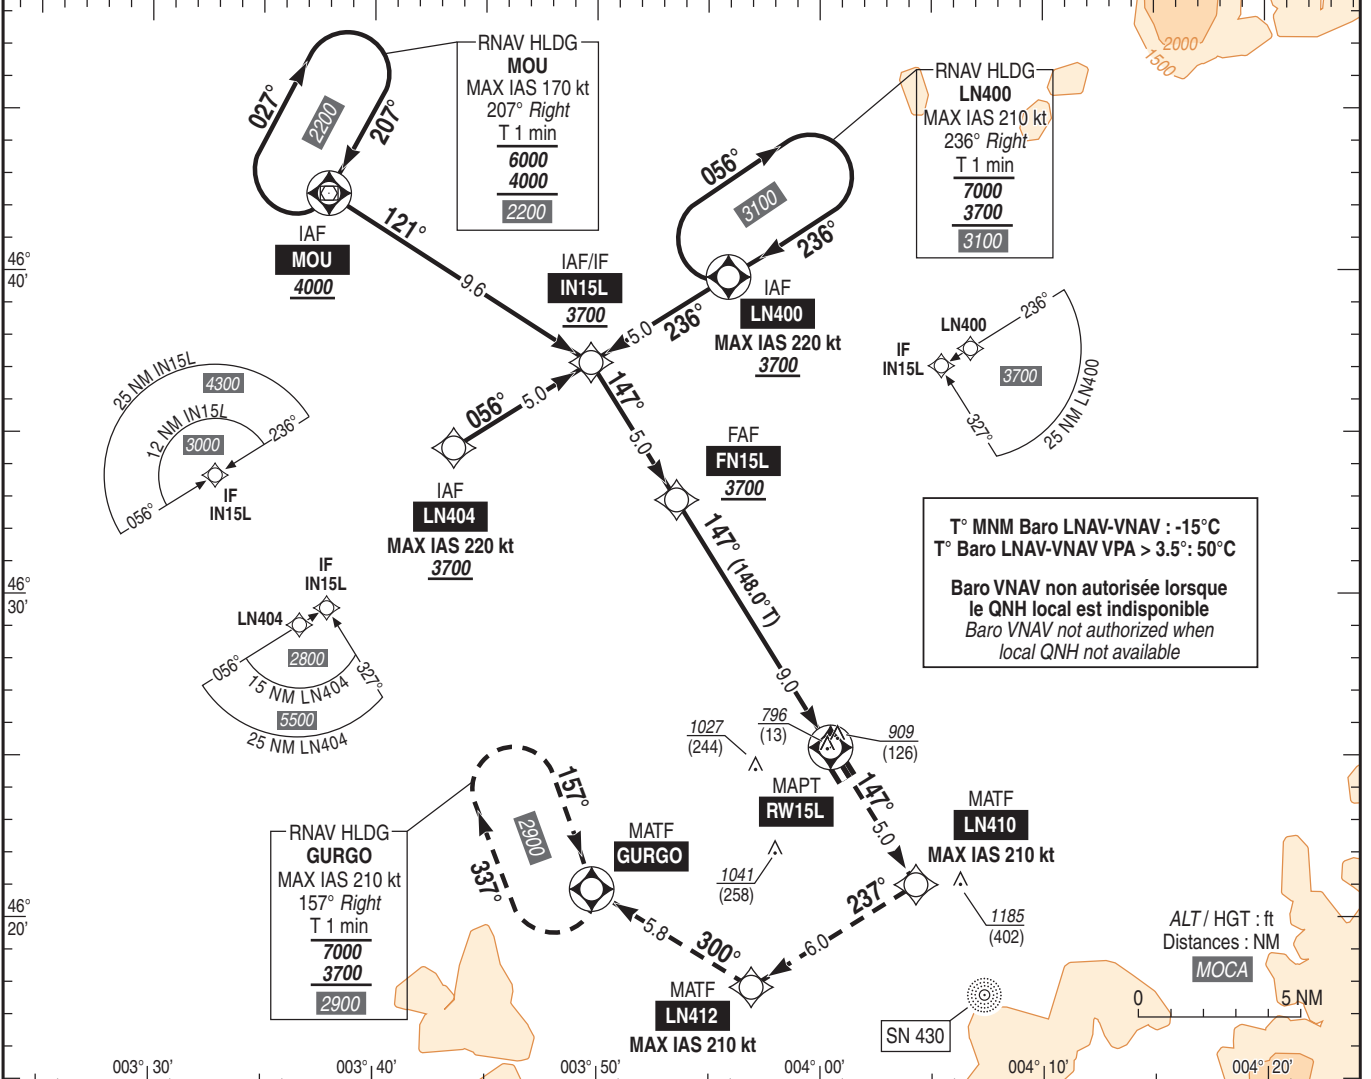 2000
1500
RNAV HLDG
MOU
MAX IAS 170 kt
207° Right
T 1 min
6000
4000
2200
RNAV HLDG
LN400
MAX IAS 210 kt
236° Right
T 1 min
7000
3700
3100
027°
2200
207°
IAF
MOU
4000
121°
9.6
056°
3100
236°
IAF/IF
IN15L
3700
IAF
LN400
MAX IAS 220 kt
3700
5.0
236°
46°
40'
25 NM IN15L
4300
12 NM IN15L
3000
236°
056°
IF
IN15L
LN400
236°
IF
IN15L
3700
327°
25 NM LN400
056°
5.0
147°
5.0
IAF
LN404
MAX IAS 220 kt
3700
FAF
FN15L
3700
147° (148.0° T)
9.0
T° MNM Baro LNAV-VNAV : -15°C
T° Baro LNAV-VNAV VPA > 3.5°: 50°C
Baro VNAV non autorisée lorsque
le QNH local est indisponible
Baro VNAV not authorized when
local QNH not available
46°
30'
IF
IN15L
LN404
056°
2800
327°
15 NM LN404
5500
25 NM LN404
1027
(244)
796
(13)
909
(126)
MAPT
RW15L
147°
5.0
MATF
LN410
MAX IAS 210 kt
1041
(258)
1185
(402)
RNAV HLDG
GURGO
MAX IAS 210 kt
157° Right
T 1 min
7000
3700
2900
157°
2900
337°
MATF
GURGO
237°
6.0
5.8
300°
MATF
LN412
MAX IAS 210 kt
46°
20'
ALT / HGT : ft
Distances : NM
MOCA
0
5 NM
SN 430
003° 30'
003° 40'
003° 50'
004° 00'
004° 10'
004° 20'